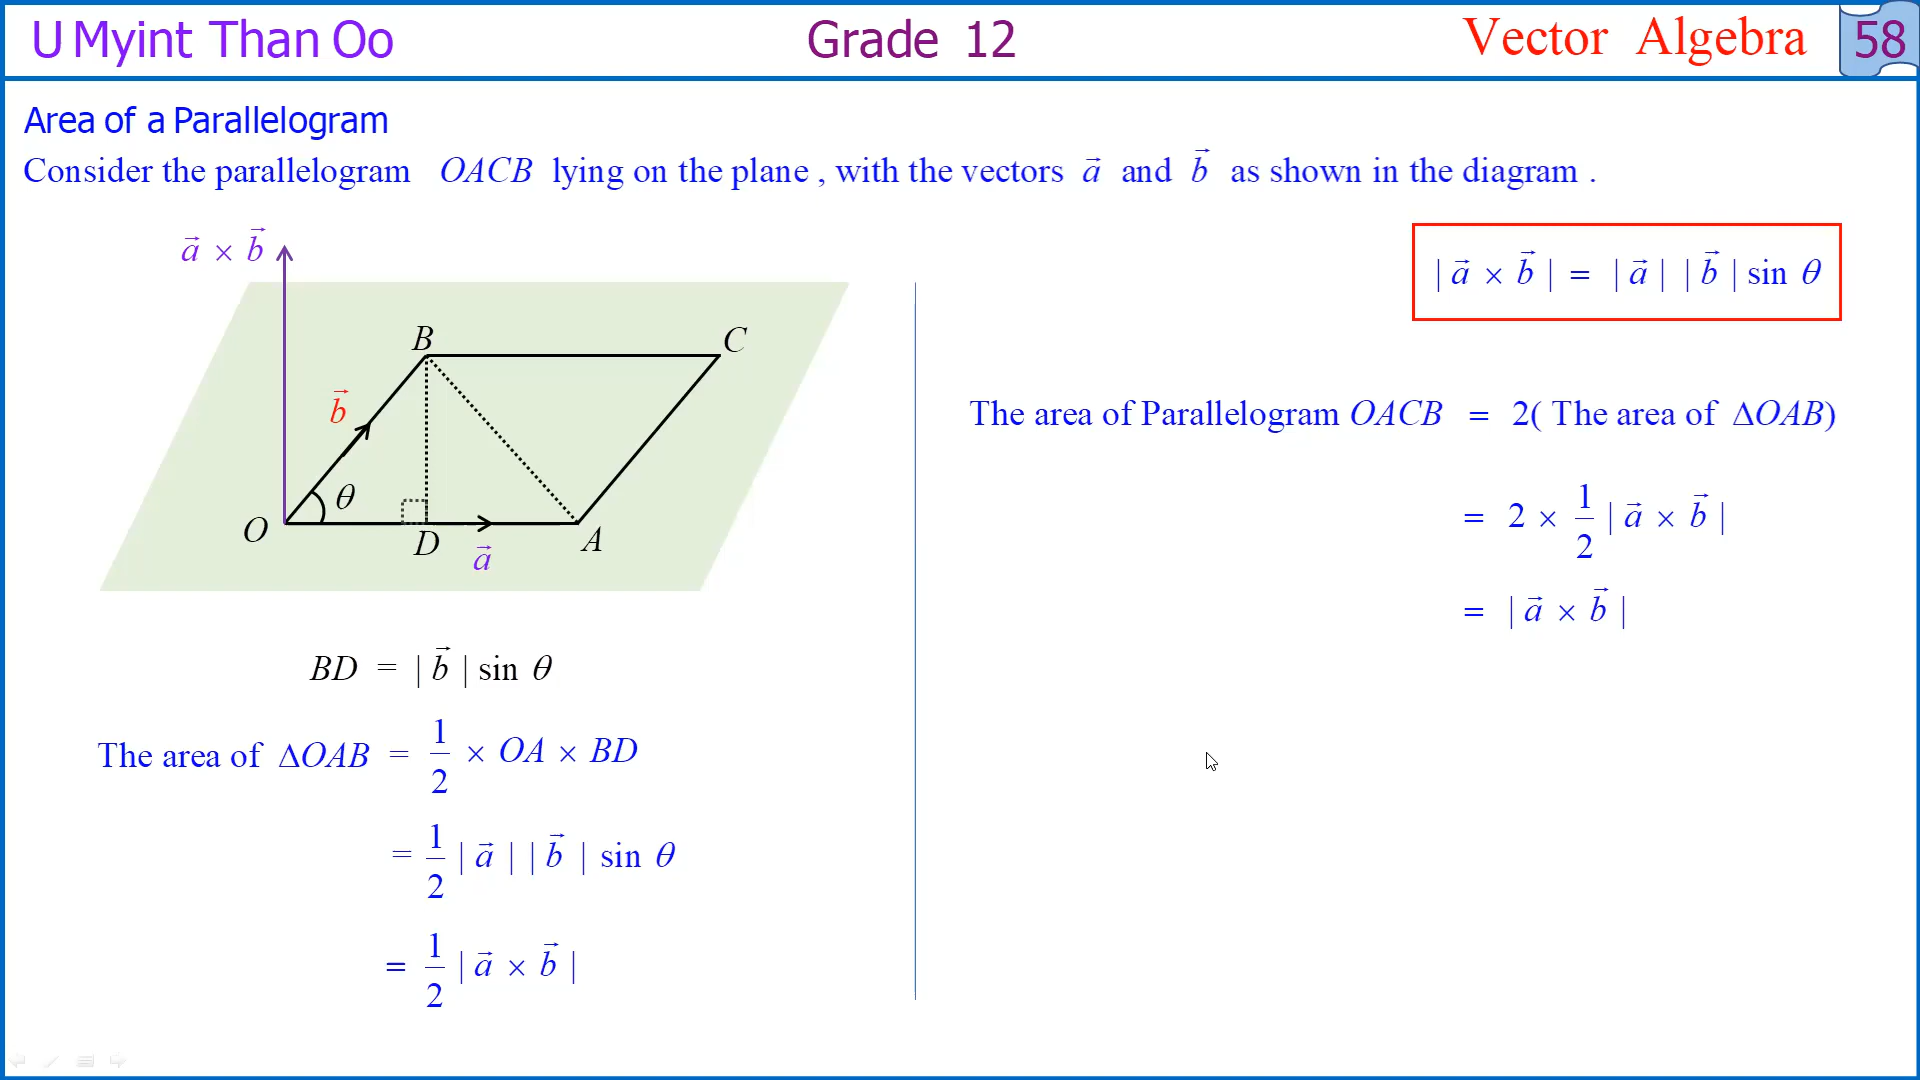 U Myint Than Oo Grade 12 Vector Algebra 58
Area of a Parallelogram
Consider the parallelogram OACB lying on the plane , with the vectors a⃗ and b⃗ as shown in the diagram .
a⃗ × b⃗
B
C
b⃗
θ
O
D
a⃗
A
BD = | b⃗ | sin θ
The area of ΔOAB = 1/2 × OA × BD
= 1/2 | a⃗ | | b⃗ | sin θ
= 1/2 | a⃗ × b⃗ |
| a⃗ × b⃗ | = | a⃗ | | b⃗ | sin θ
The area of Parallelogram OACB = 2( The area of ΔOAB)
= 2 × 1/2 | a⃗ × b⃗ |
= | a⃗ × b⃗ |